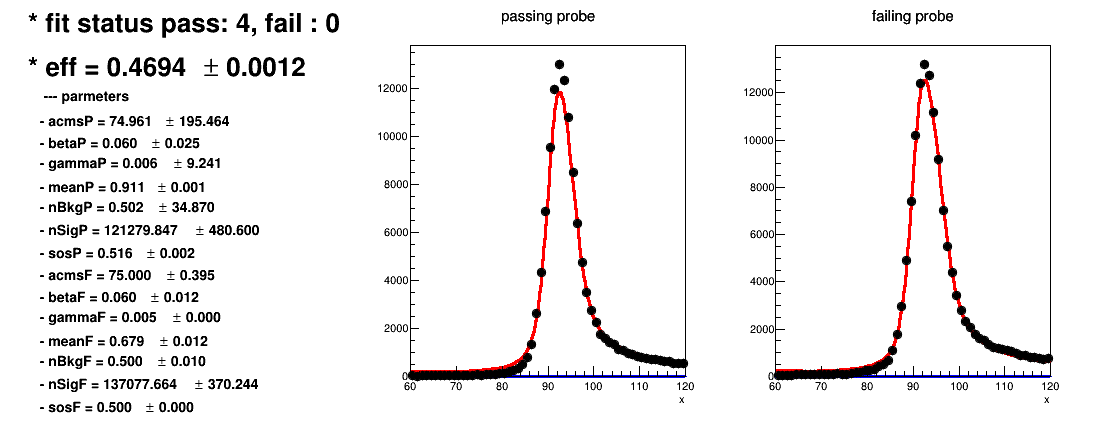 * fit status pass: 4, fail : 0
* eff = 0.4694 ± 0.0012
--- parmeters
- acmsP = 74.961 ± 195.464
- betaP = 0.060 ± 0.025
- gammaP = 0.006 ± 9.241
- meanP = 0.911 ± 0.001
- nBkgP = 0.502 ± 34.870
- nSigP = 121279.847 ± 480.600
- sosP = 0.516 ± 0.002
- acmsF = 75.000 ± 0.395
- betaF = 0.060 ± 0.012
- gammaF = 0.005 ± 0.000
- meanF = 0.679 ± 0.012
- nBkgF = 0.500 ± 0.010
- nSigF = 137077.664 ± 370.244
- sosF = 0.500 ± 0.000
passing probe
12000
10000
8000
6000
4000
2000
0
60 70 80 90 100 110 120
x
failing probe
12000
10000
8000
6000
4000
2000
0
60 70 80 90 100 110 120
x